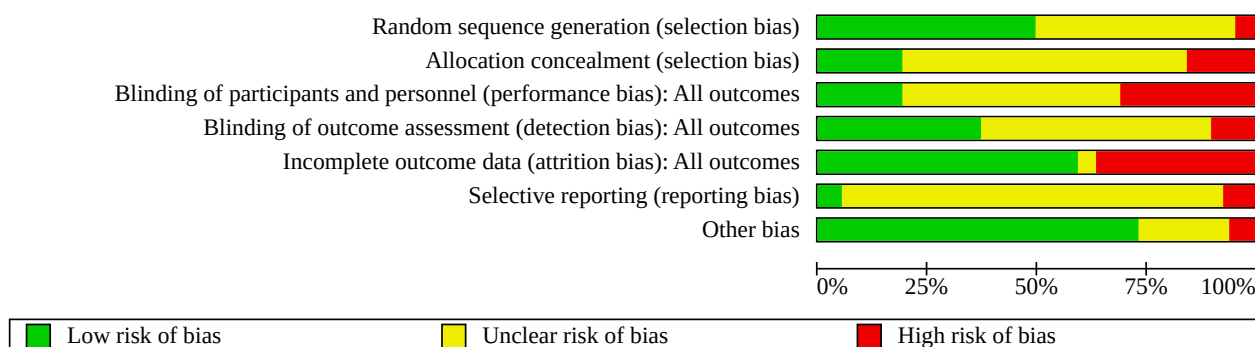 Random sequence generation (selection bias)
Allocation concealment (selection bias)
Blinding of participants and personnel (performance bias): All outcomes
Blinding of outcome assessment (detection bias): All outcomes
Incomplete outcome data (attrition bias): All outcomes
Selective reporting (reporting bias)
Other bias
0% 25% 50% 75% 100%
Low risk of bias Unclear risk of bias High risk of bias